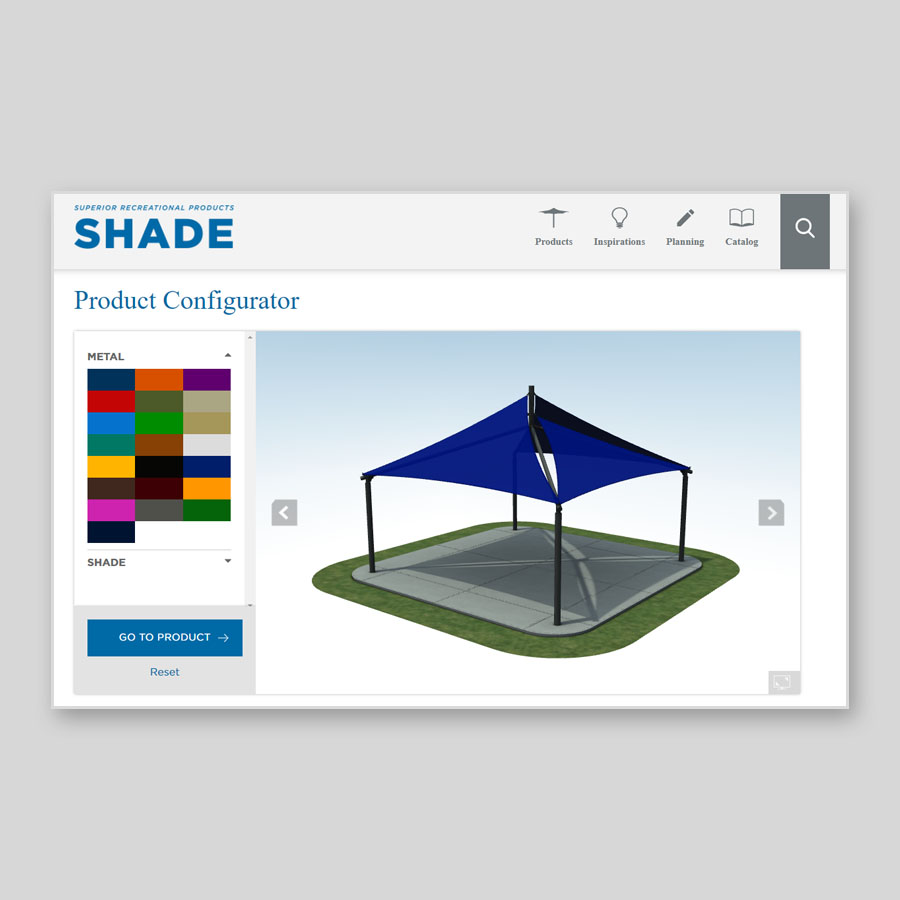 SUPERIOR RECREATIONAL PRODUCTS
SHADE
Products
Inspirations
Planning
Catalog
Product Configurator
METAL
SHADE
GO TO PRODUCT
Reset